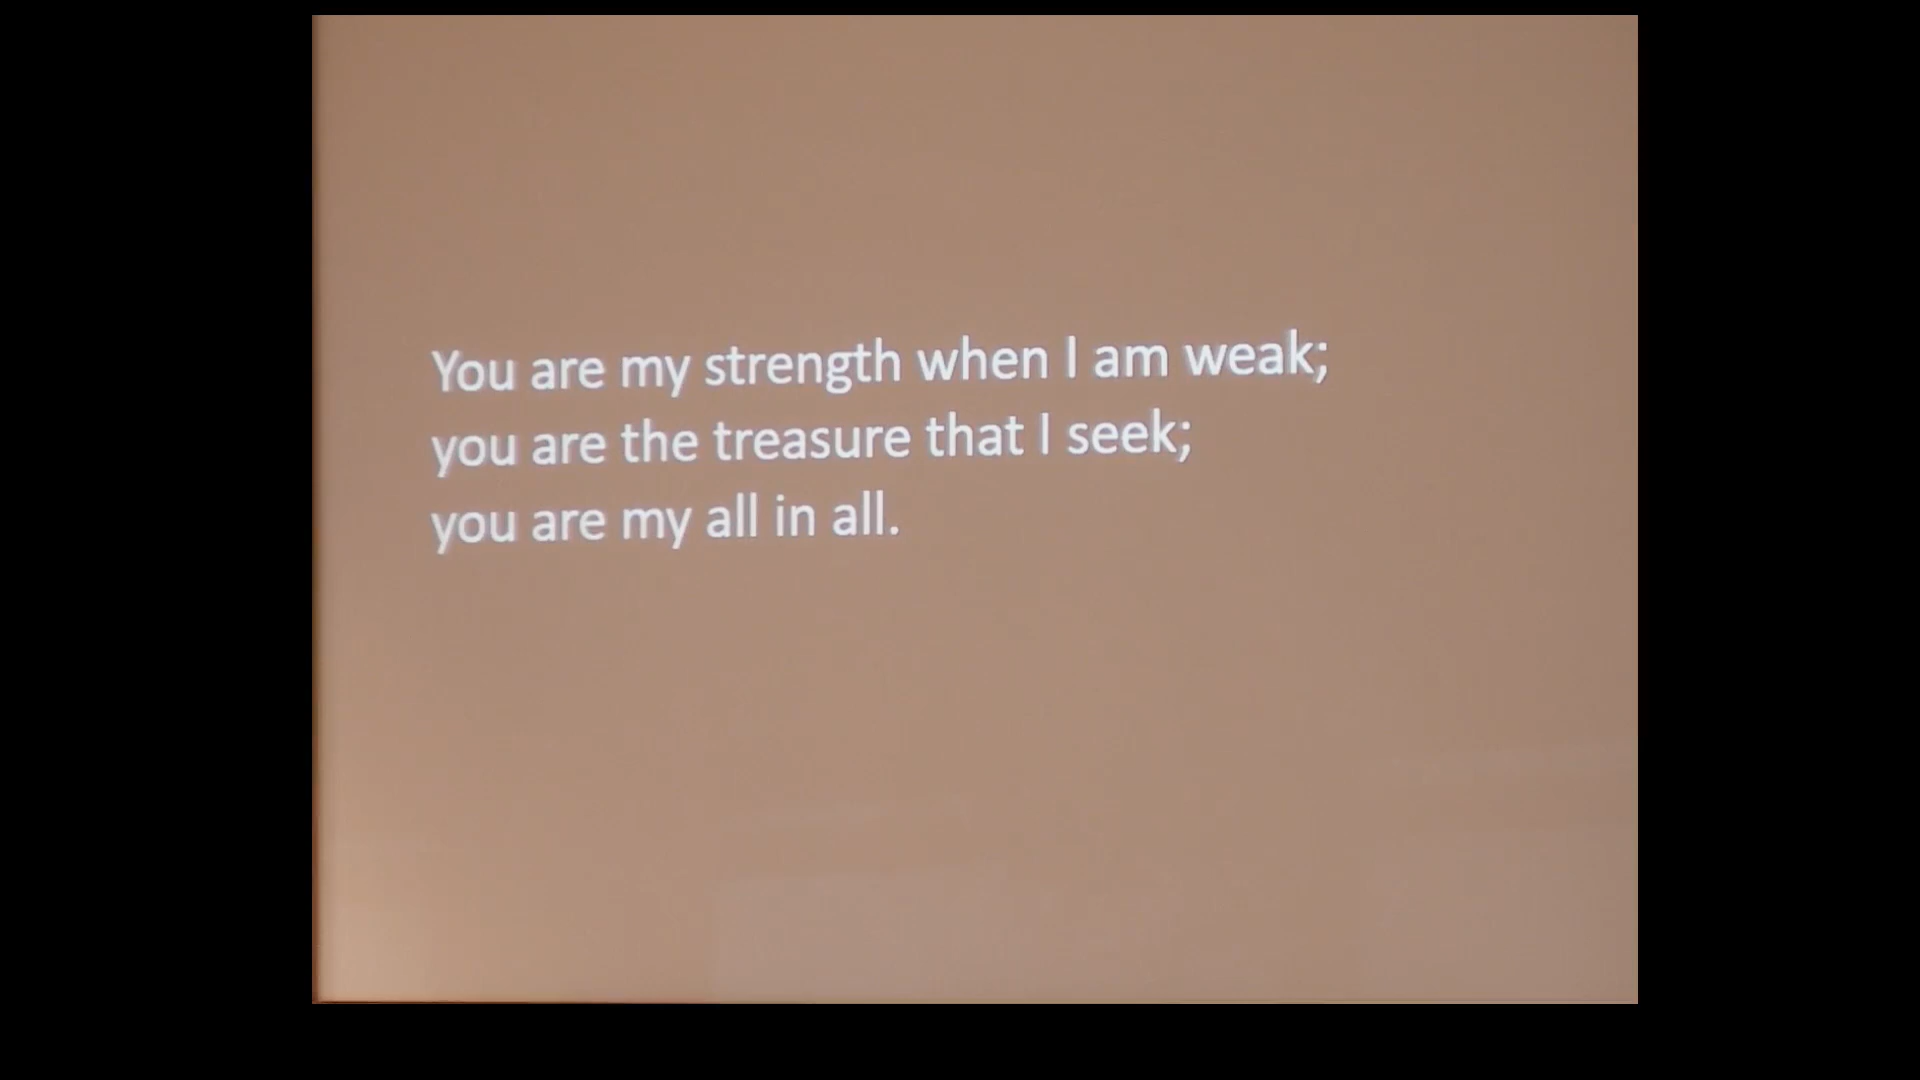 You are my strength when I am weak;
you are the treasure that I seek;
you are my all in all.